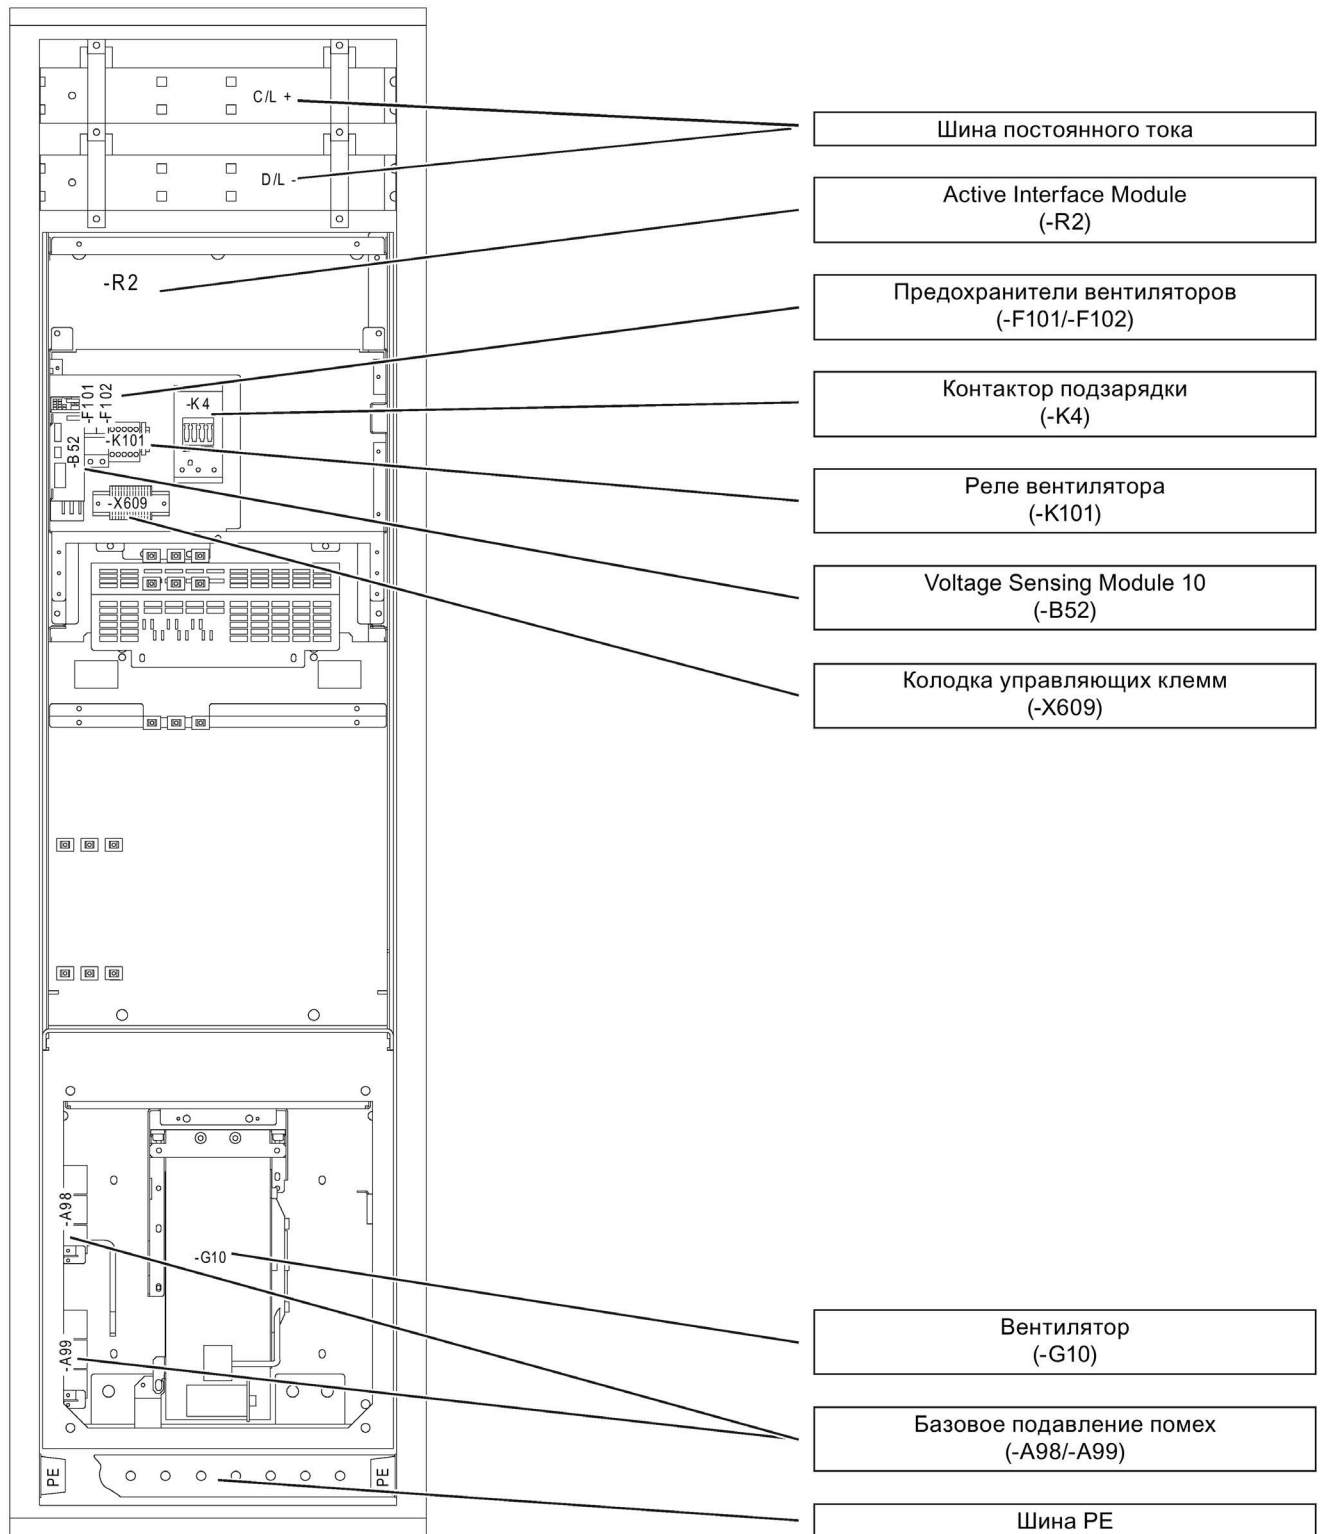 C/L +
D/L -
-R2
-F101
-F102
-K4
-K101
-B52
-X609
-A98
-G10
-A99
PE
PE
Шина постоянного тока
Active Interface Module
(-R2)
Предохранители вентиляторов
(-F101/-F102)
Контактор подзарядки
(-K4)
Реле вентилятора
(-K101)
Voltage Sensing Module 10
(-B52)
Колодка управляющих клемм
(-X609)
Вентилятор
(-G10)
Базовое подавление помех
(-A98/-A99)
Шина PE